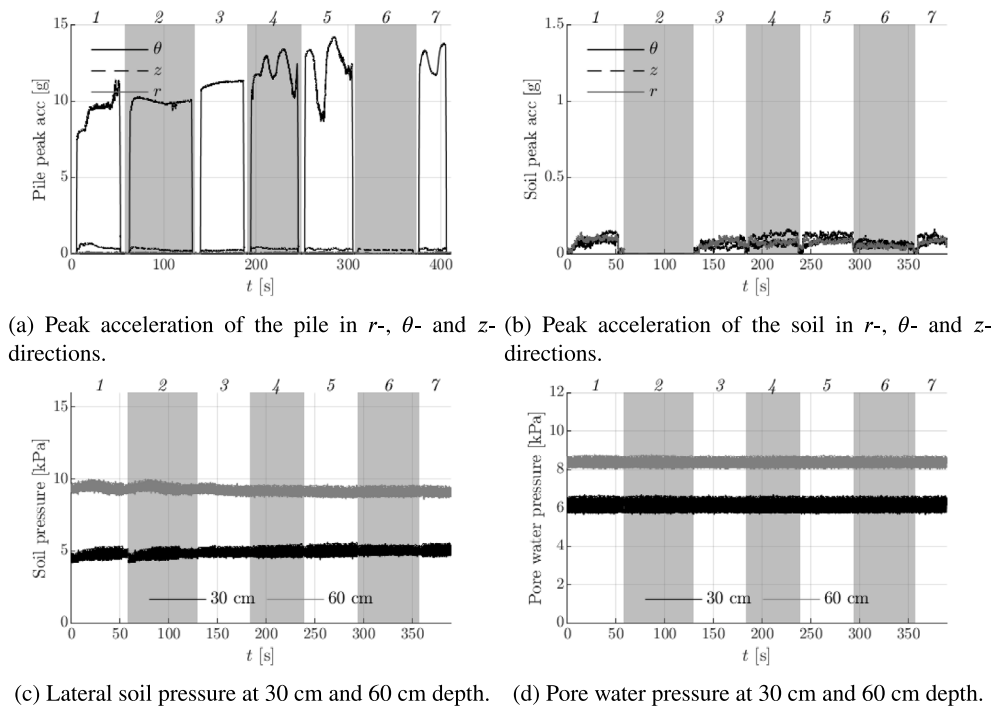 1 2 3 4 5 6 7
15
10
5
0
Pile peak acc [g]
θ
z
r
0 100 200 300 400
t [s]
1 2 3 4 5 6 7
1.5
1
0.5
0
Soil peak acc [g]
θ
z
r
0 50 100 150 200 250 300 350
t [s]
(a) Peak acceleration of the pile in r-, θ- and z-
directions.
(b) Peak acceleration of the soil in r-, θ- and z-
directions.
1 2 3 4 5 6 7
15
10
5
0
Soil pressure [kPa]
30 cm 60 cm
0 50 100 150 200 250 300 350
t [s]
1 2 3 4 5 6 7
12
10
8
6
4
2
0
Pore water pressure [kPa]
30 cm 60 cm
0 50 100 150 200 250 300 350
t [s]
(c) Lateral soil pressure at 30 cm and 60 cm depth.
(d) Pore water pressure at 30 cm and 60 cm depth.